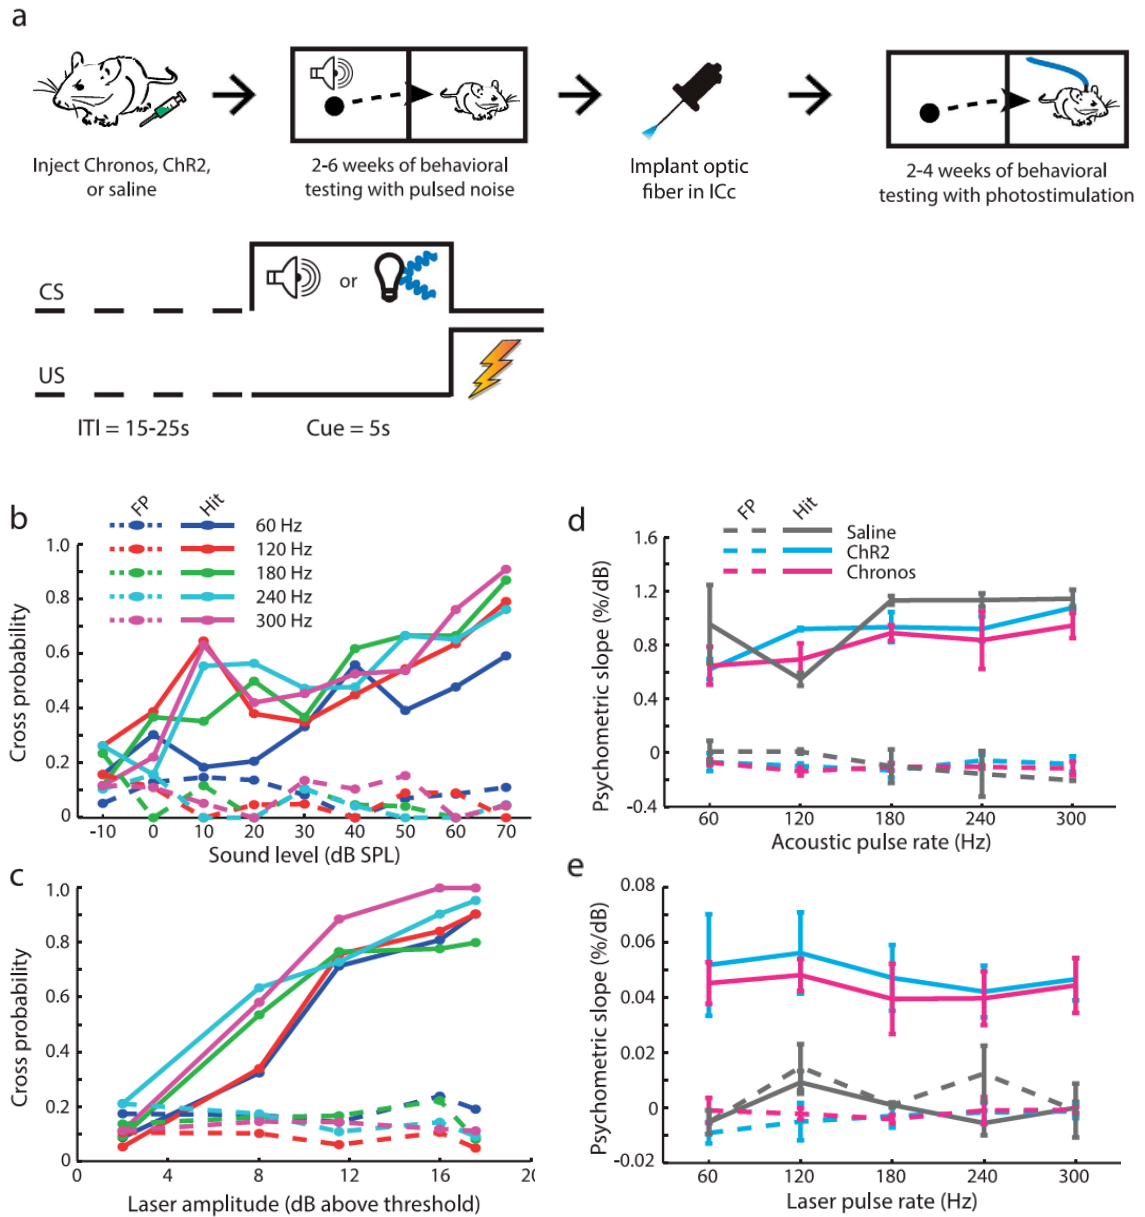 a
Inject Chronos, ChR2,
or saline
2-6 weeks of behavioral
testing with pulsed noise
Implant optic
fiber in ICc
2-4 weeks of behavioral
testing with photostimulation
CS
or
US
ITI = 15-25s
Cue = 5s
b
FP
Hit
60 Hz
120 Hz
180 Hz
240 Hz
300 Hz
Cross probability
1.0
0.8
0.6
0.4
0.2
0
-10 0 10 20 30 40 50 60 70
Sound level (dB SPL)
c
Cross probability
1.0
0.8
0.6
0.4
0.2
0
0 4 8 12 16 20
Laser amplitude (dB above threshold)
d
FP
Hit
Saline
ChR2
Chronos
Psychometric slope (%/dB)
1.6
1.2
0.8
0.4
0
-0.4
60 120 180 240 300
Acoustic pulse rate (Hz)
e
Psychometric slope (%/dB)
0.08
0.06
0.04
0.02
0
-0.02
60 120 180 240 300
Laser pulse rate (Hz)